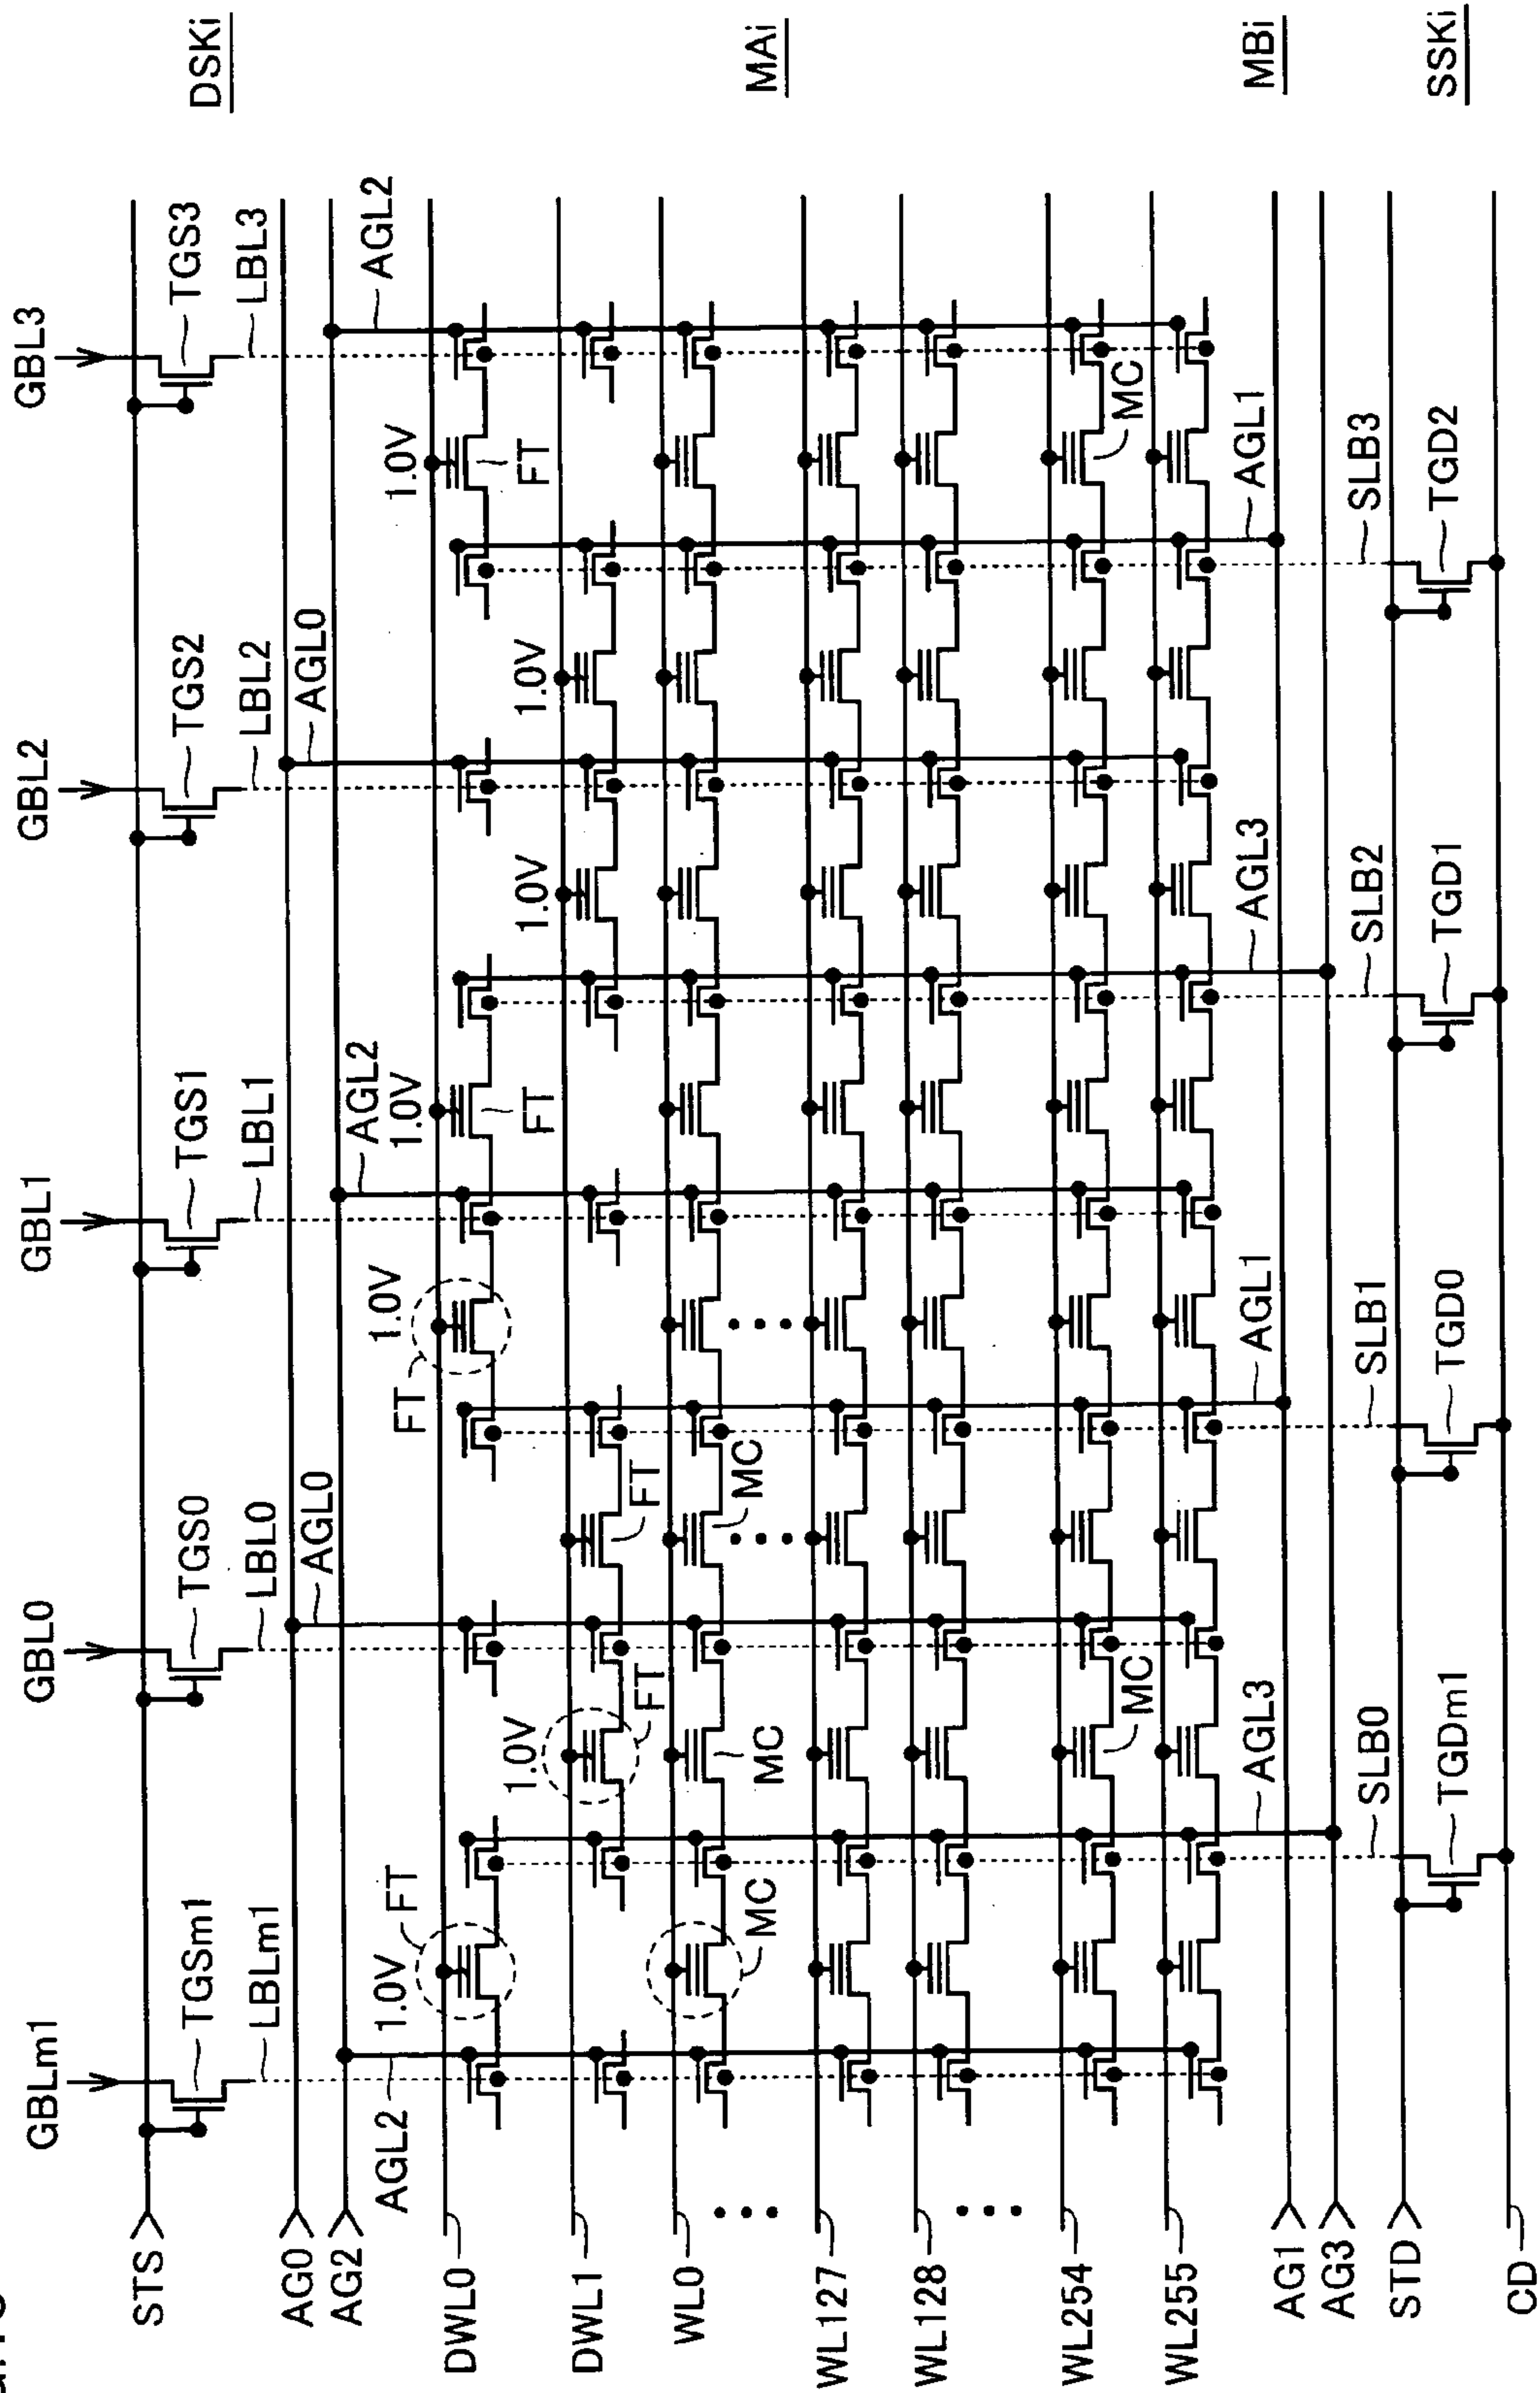 GBLm1 GBL0 GBL1 GBL2 GBL3
STS
TGSm1 TGS0 TGS1 TGS2 TGS3
DSKi
LBLm1 LBL0 LBL1 LBL2 LBL3
AG0
AG2
AGL2 AGL0 AGL2 AGL0 AGL2
1.0V FT FT 1.0V 1.0V 1.0V
DWL0
FT FT
1.0V FT FT 1.0V 1.0V
DWL1
WL0
MC MC MC
MAi
WL127
WL128
WL254
MC MC
WL255
AGL3 AGL1 AGL3 AGL1
MBi
AG1
AG3
SLB0 SLB1 SLB2 SLB3
STD
TGDm1 TGD0 TGD1 TGD2
SSKi
CD